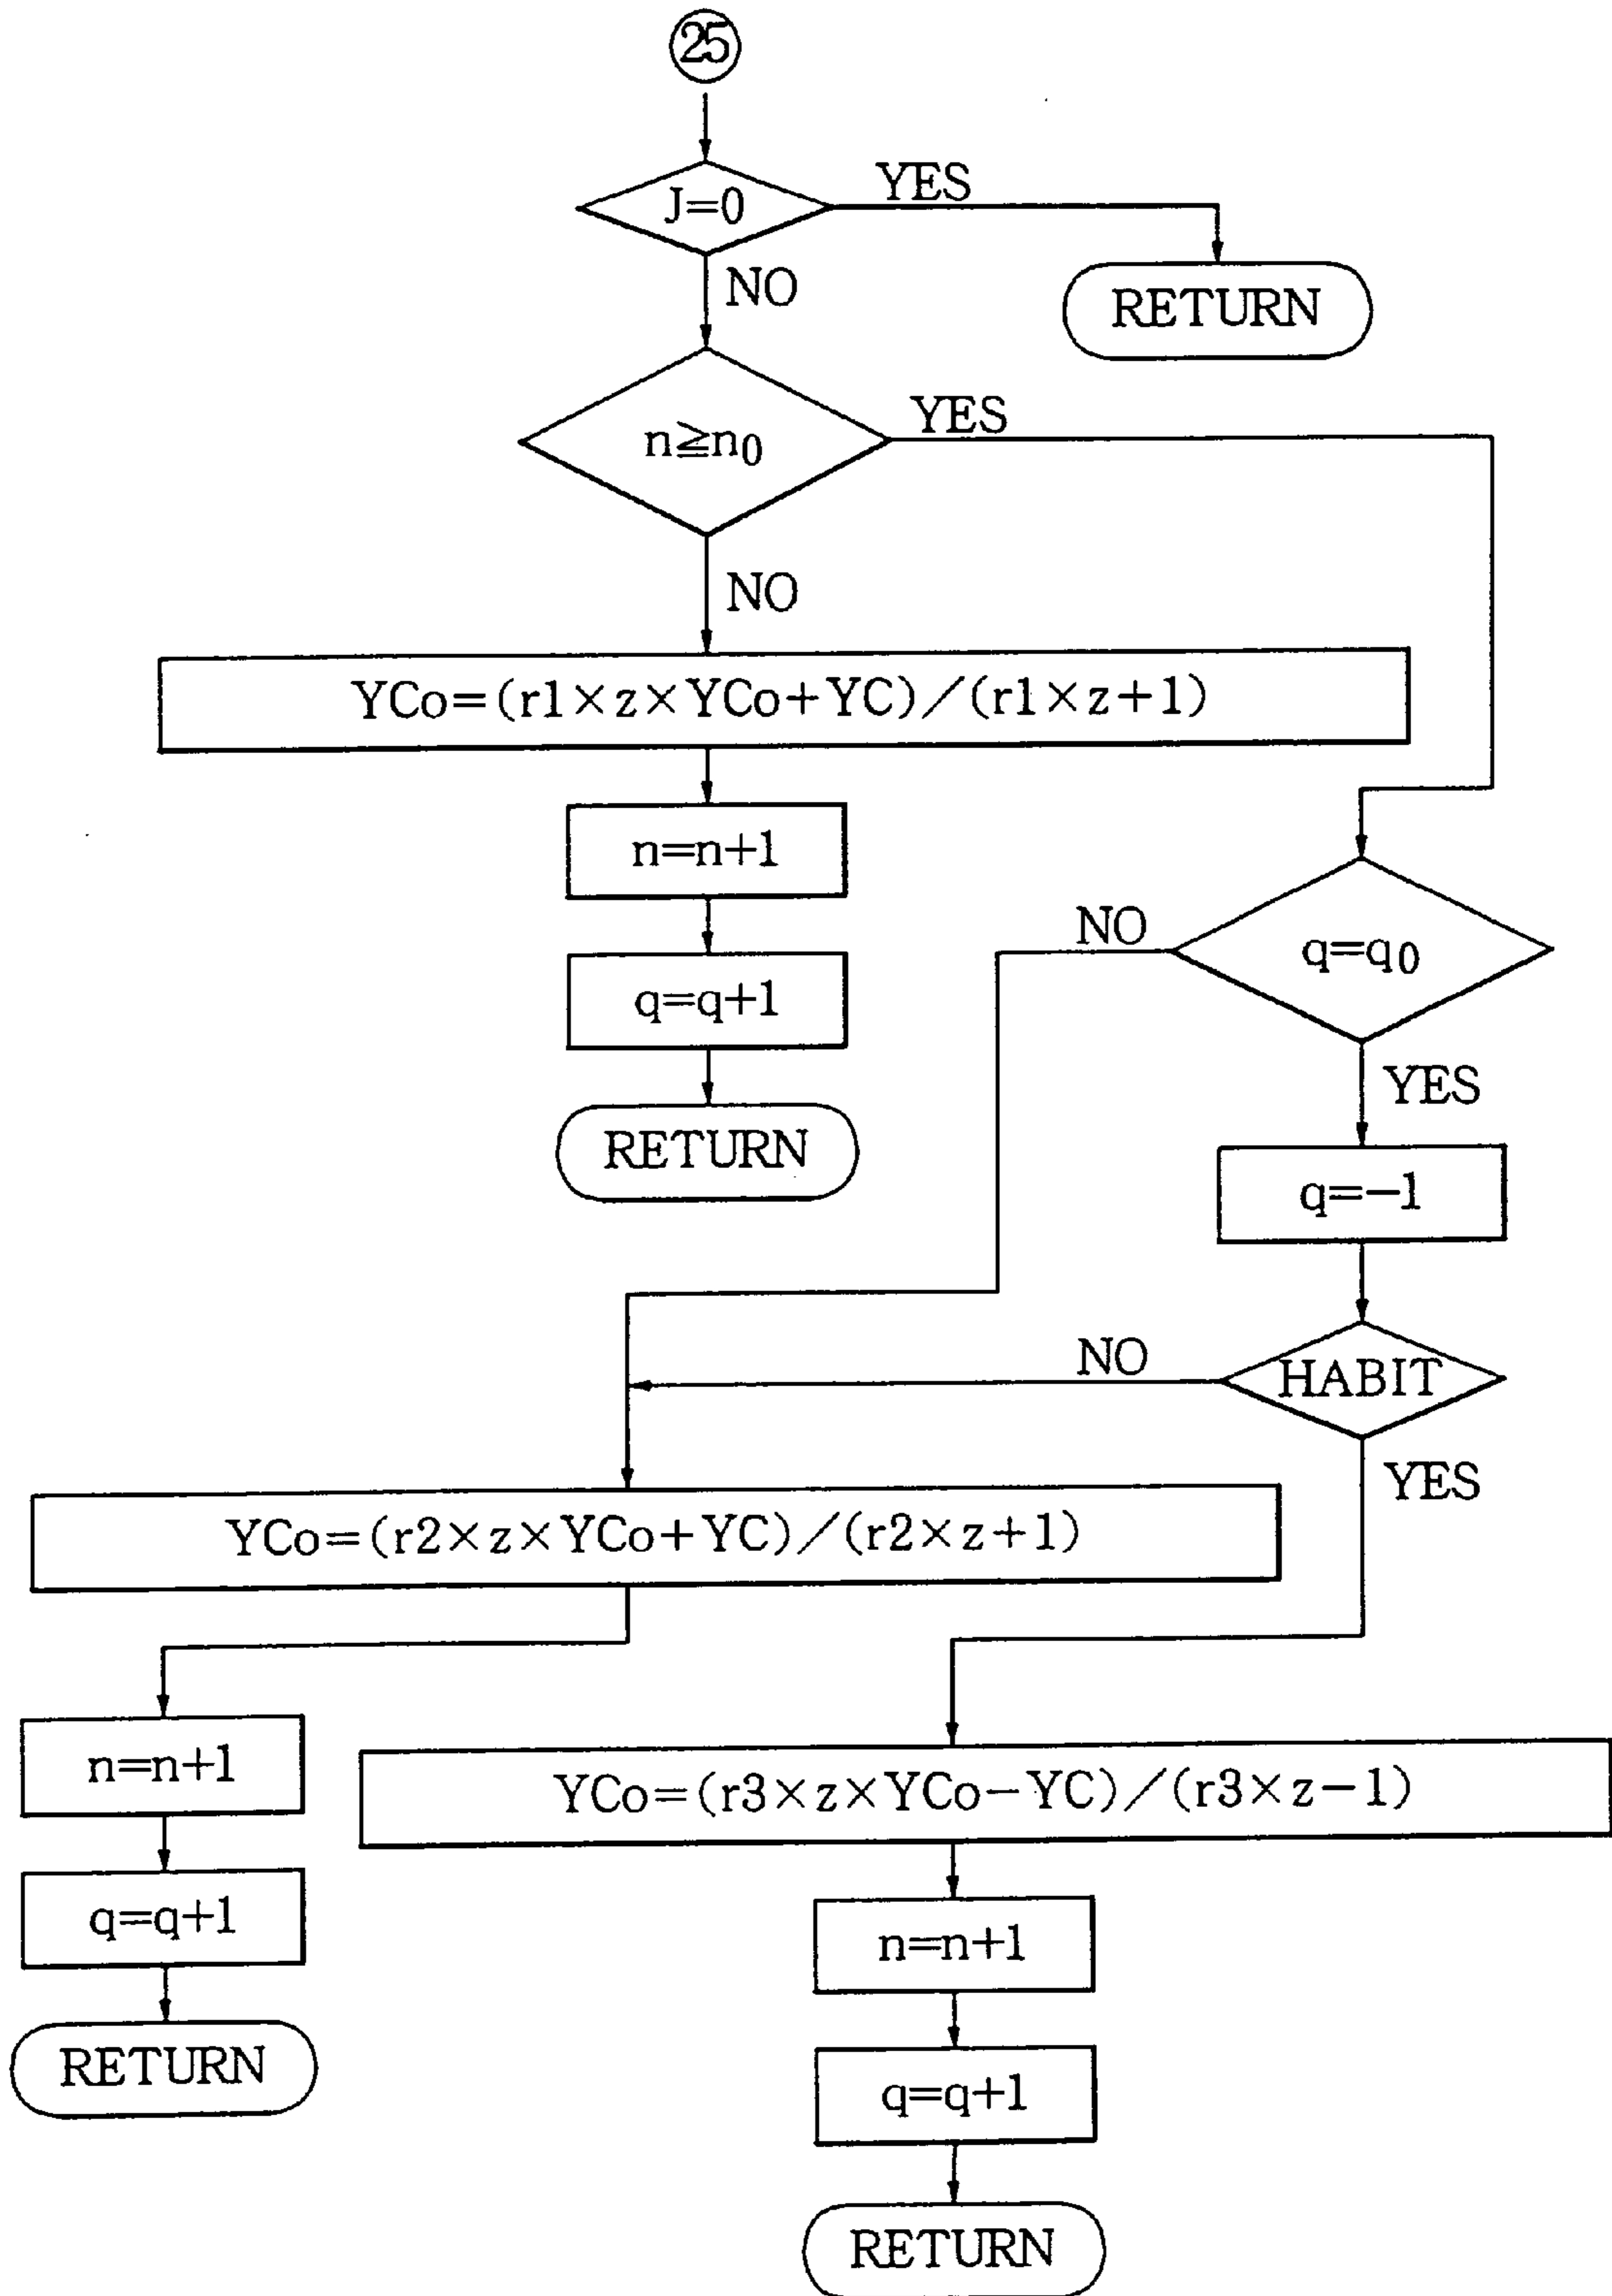 25
J=0
YES
NO
RETURN
n≧n0
YES
NO
YCo=(r1×z×YCo+YC)/(r1×z+1)
n=n+1
q=q0
NO
q=q+1
YES
RETURN
q=-1
HABIT
NO
YES
YCo=(r2×z×YCo+YC)/(r2×z+1)
n=n+1
YCo=(r3×z×YCo-YC)/(r3×z-1)
q=q+1
n=n+1
RETURN
q=q+1
RETURN